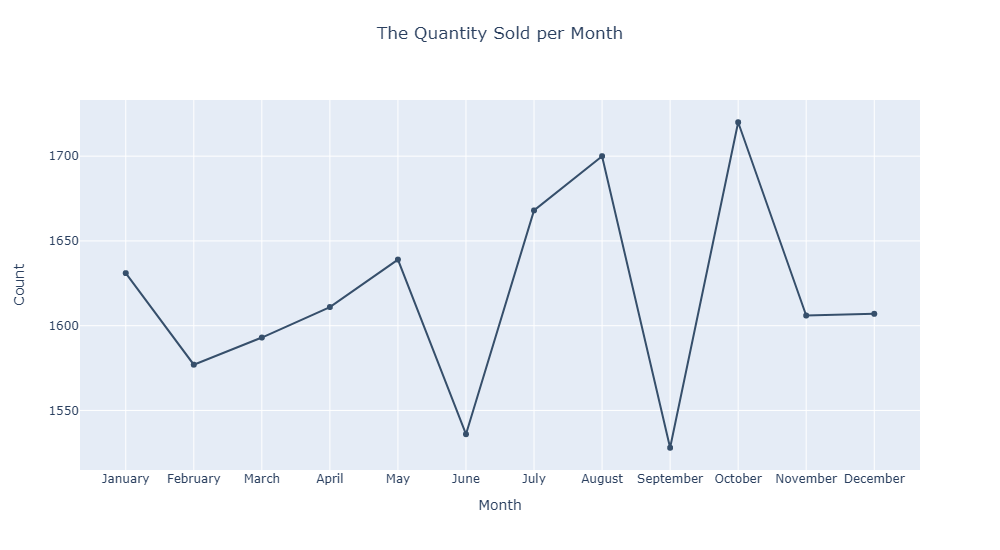 The Quantity Sold per Month
1700
1650
1600
1550
Count
January February March April May June July August September October November December
Month